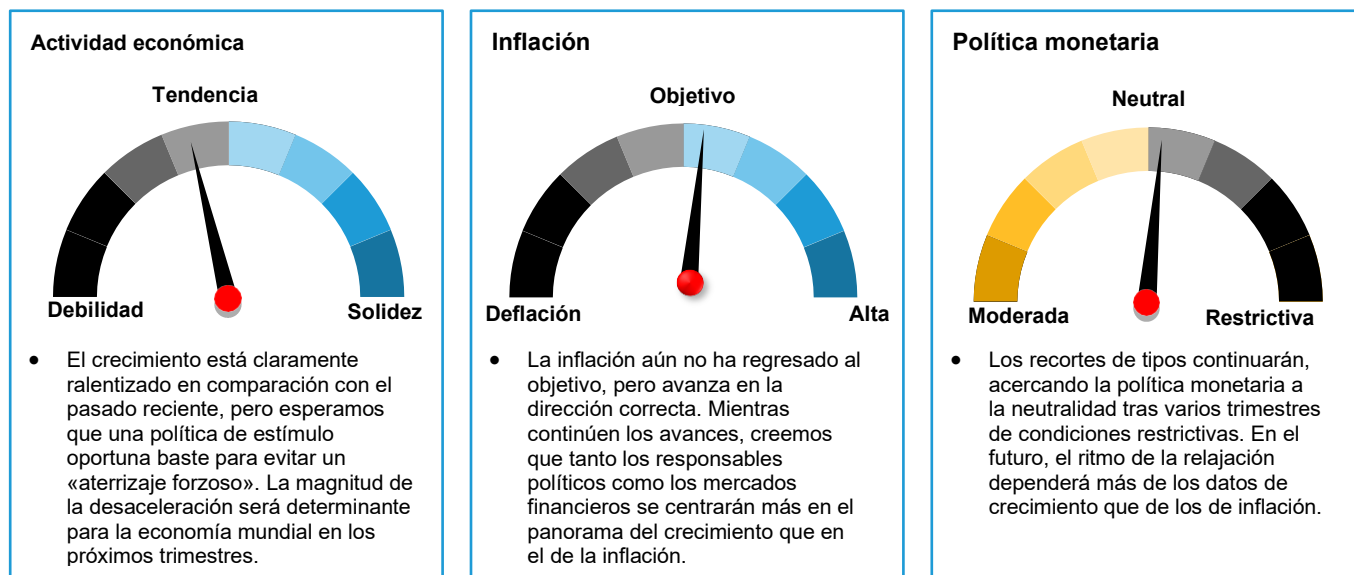 Actividad económica
Tendencia
Debilidad
Solidez
• El crecimiento está claramente
ralentizado en comparación con el
pasado reciente, pero esperamos
que una política de estímulo
oportuna baste para evitar un
«aterrizaje forzoso». La magnitud de
la desaceleración será determinante
para la economía mundial en los
próximos trimestres.
Inflación
Objetivo
Deflación
Alta
• La inflación aún no ha regresado al
objetivo, pero avanza en la
dirección correcta. Mientras
continúen los avances, creemos
que tanto los responsables
políticos como los mercados
financieros se centrarán más en el
panorama del crecimiento que en
el de la inflación.
Política monetaria
Neutral
Moderada
Restrictiva
• Los recortes de tipos continuarán,
acercando la política monetaria a
la neutralidad tras varios trimestres
de condiciones restrictivas. En el
futuro, el ritmo de la relajación
dependerá más de los datos de
crecimiento que de los de inflación.